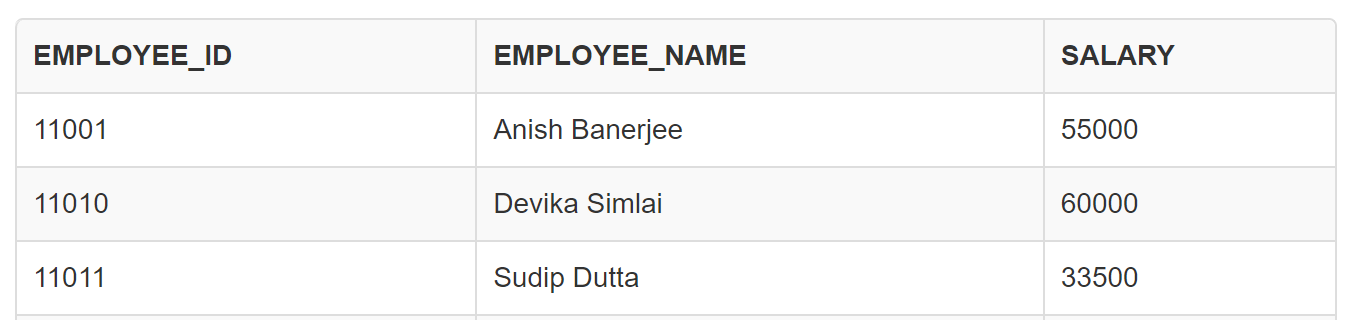 EMPLOYEE_ID EMPLOYEE_NAME SALARY
11001 Anish Banerjee 55000
11010 Devika Simlai 60000
11011 Sudip Dutta 33500